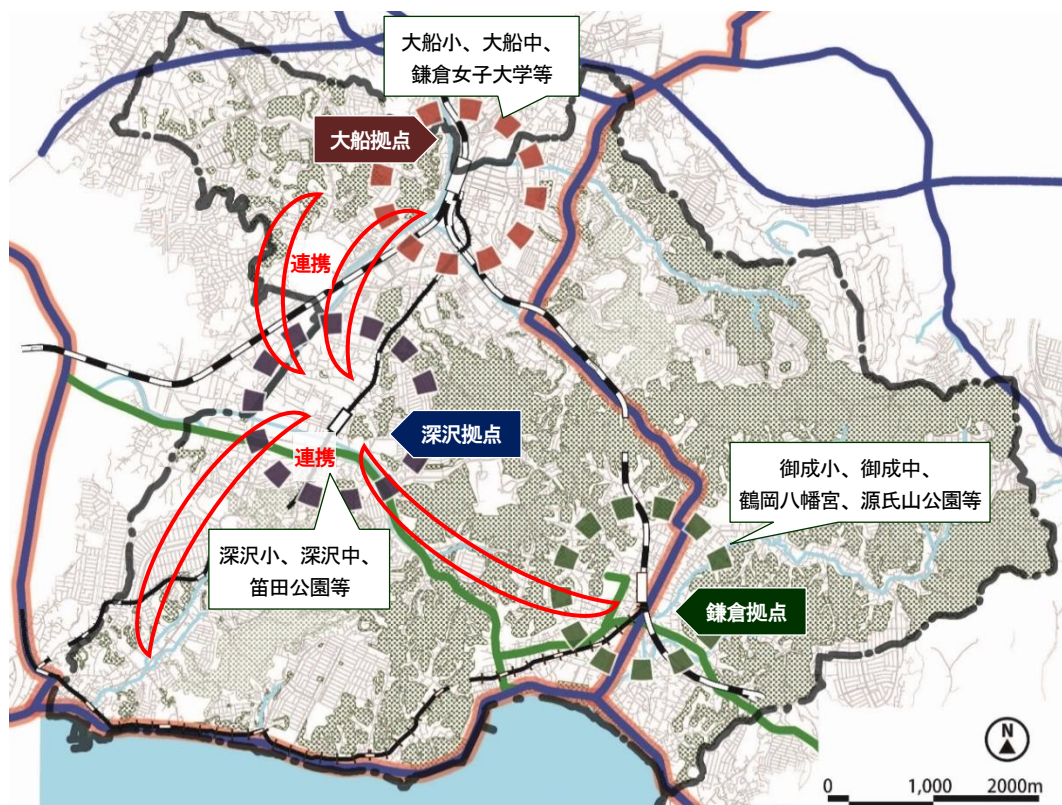 大船小、大船中、
鎌倉女子大学等
大船拠点
連携
深沢拠点
連携
御成小、御成中、
鶴岡八幡宮、源氏山公園等
深沢小、深沢中、
笛田公園等
鎌倉拠点
N
0 1,000 2000m